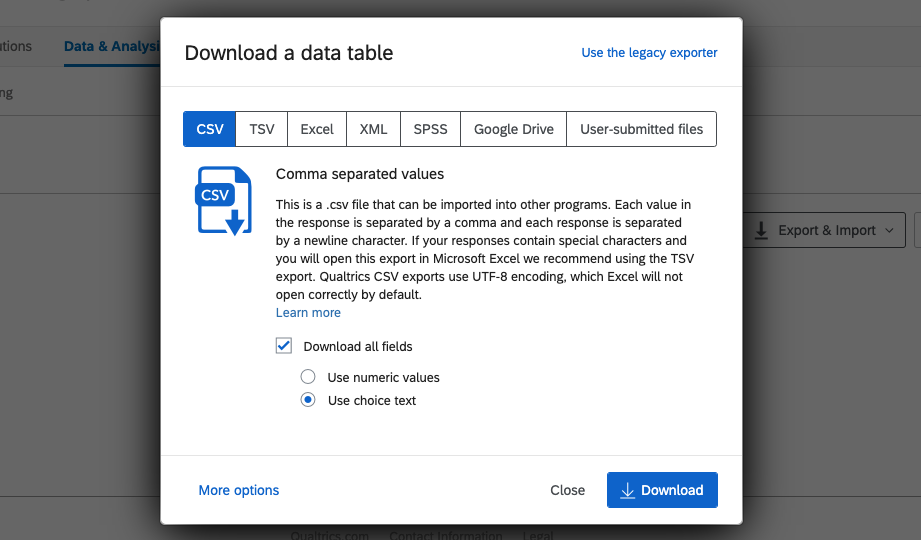 Download a data table
Use the legacy exporter
Data & Analysi
CSV TSV Excel XML SPSS Google Drive User-submitted files
CSV
Comma separated values
This is a .csv file that can be imported into other programs. Each value in
the response is separated by a comma and each response is separated
by a newline character. If your responses contain special characters and
you will open this export in Microsoft Excel we recommend using the TSV
export. Qualtrics CSV exports use UTF-8 encoding, which Excel will not
open correctly by default.
Learn more
Export & Import
Download all fields
Use numeric values
Use choice text
More options
Close
Download
Qualtrics.com Contact Information Legal